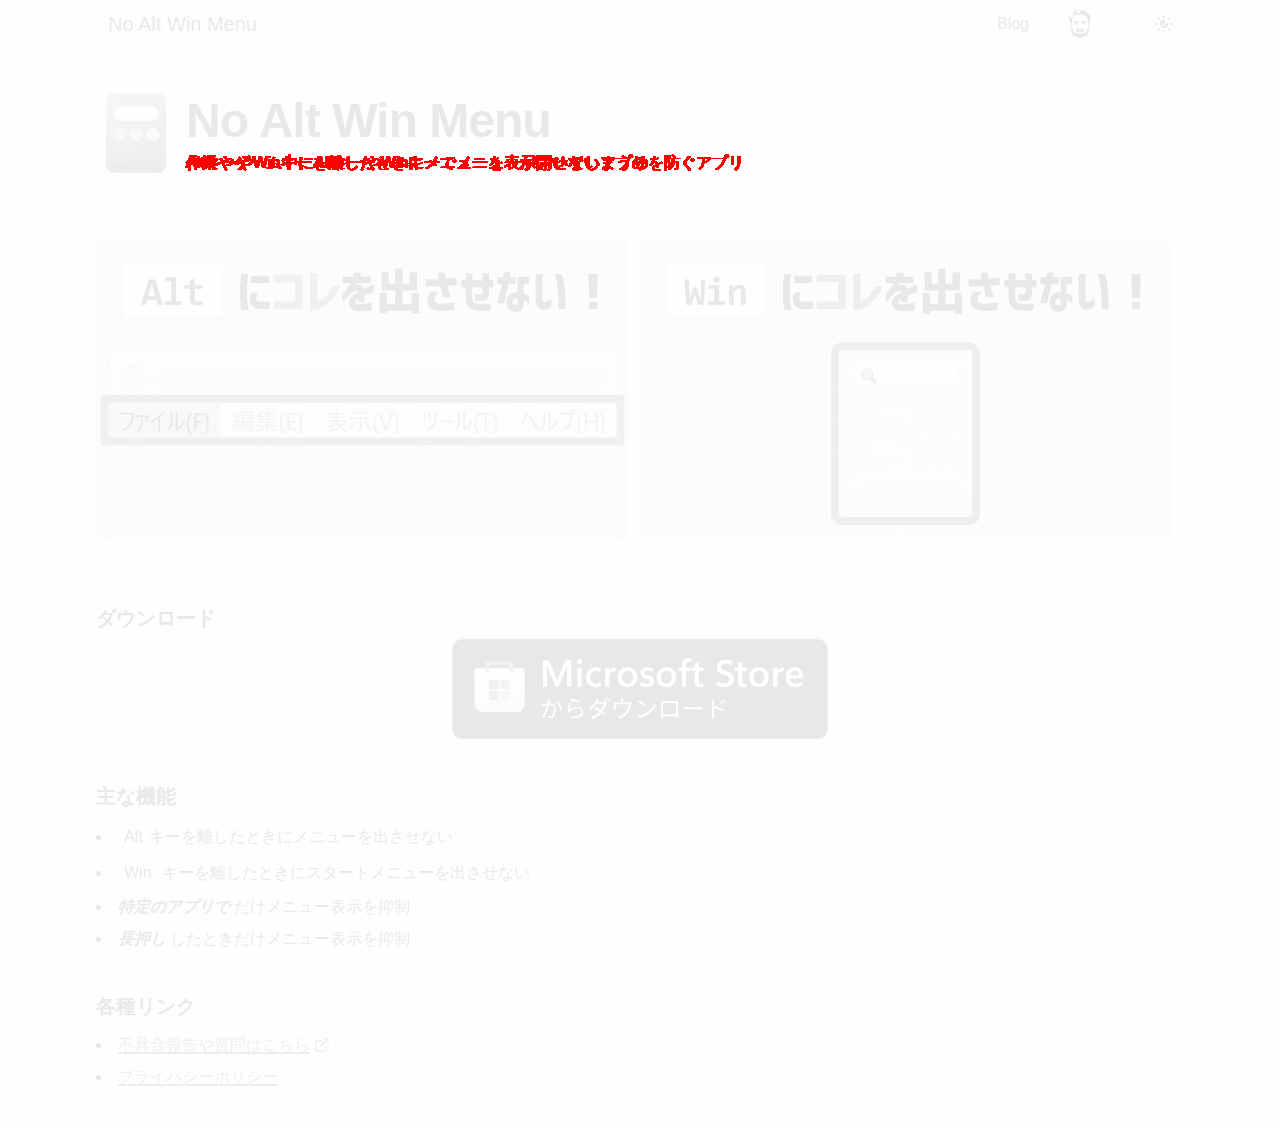 No Alt Win Menu
Blog
No Alt Win Menu
を防ぐアプリ
Alt にコレを出させない！
Win にコレを出させない！
ファイル(F) 編集(E) 表示(V) ツール(T) ヘルプ(H)
ダウンロード
Microsoft Store
からダウンロード
主な機能
Alt キーを離したときにメニューを出させない
Win キーを離したときにスタートメニューを出させない
特定のアプリで だけメニュー表示を抑制
長押し したときだけメニュー表示を抑制
各種リンク
不具合報告や質問はこちら
プライバシーポリシー